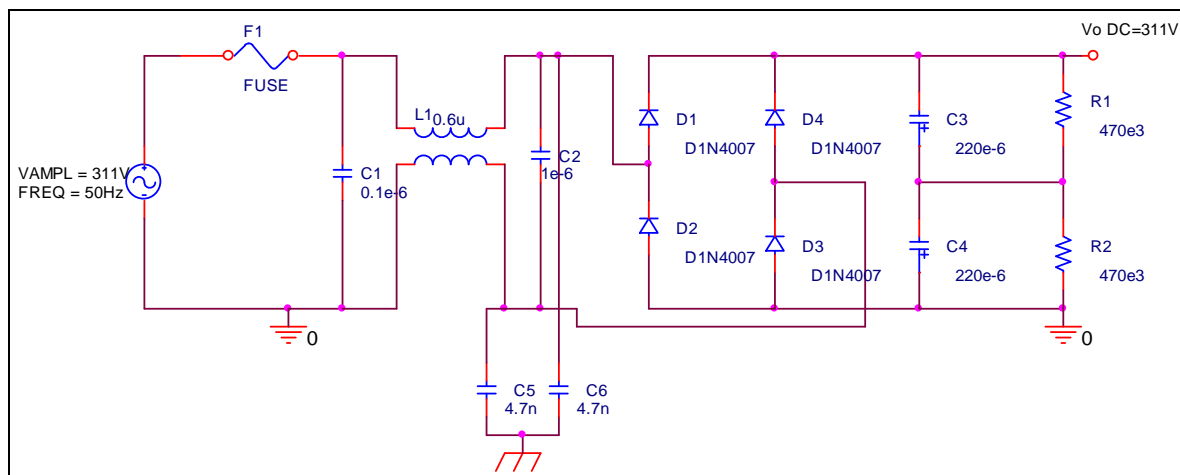 Vo DC=311V
F1
FUSE
L1
0.6u
VAMPL = 311V
FREQ = 50Hz
C1
0.1e-6
C2
1e-6
D1
D1N4007
D4
D1N4007
C3
220e-6
R1
470e3
D2
D1N4007
D3
D1N4007
C4
220e-6
R2
470e3
0
0
C5
4.7n
C6
4.7n